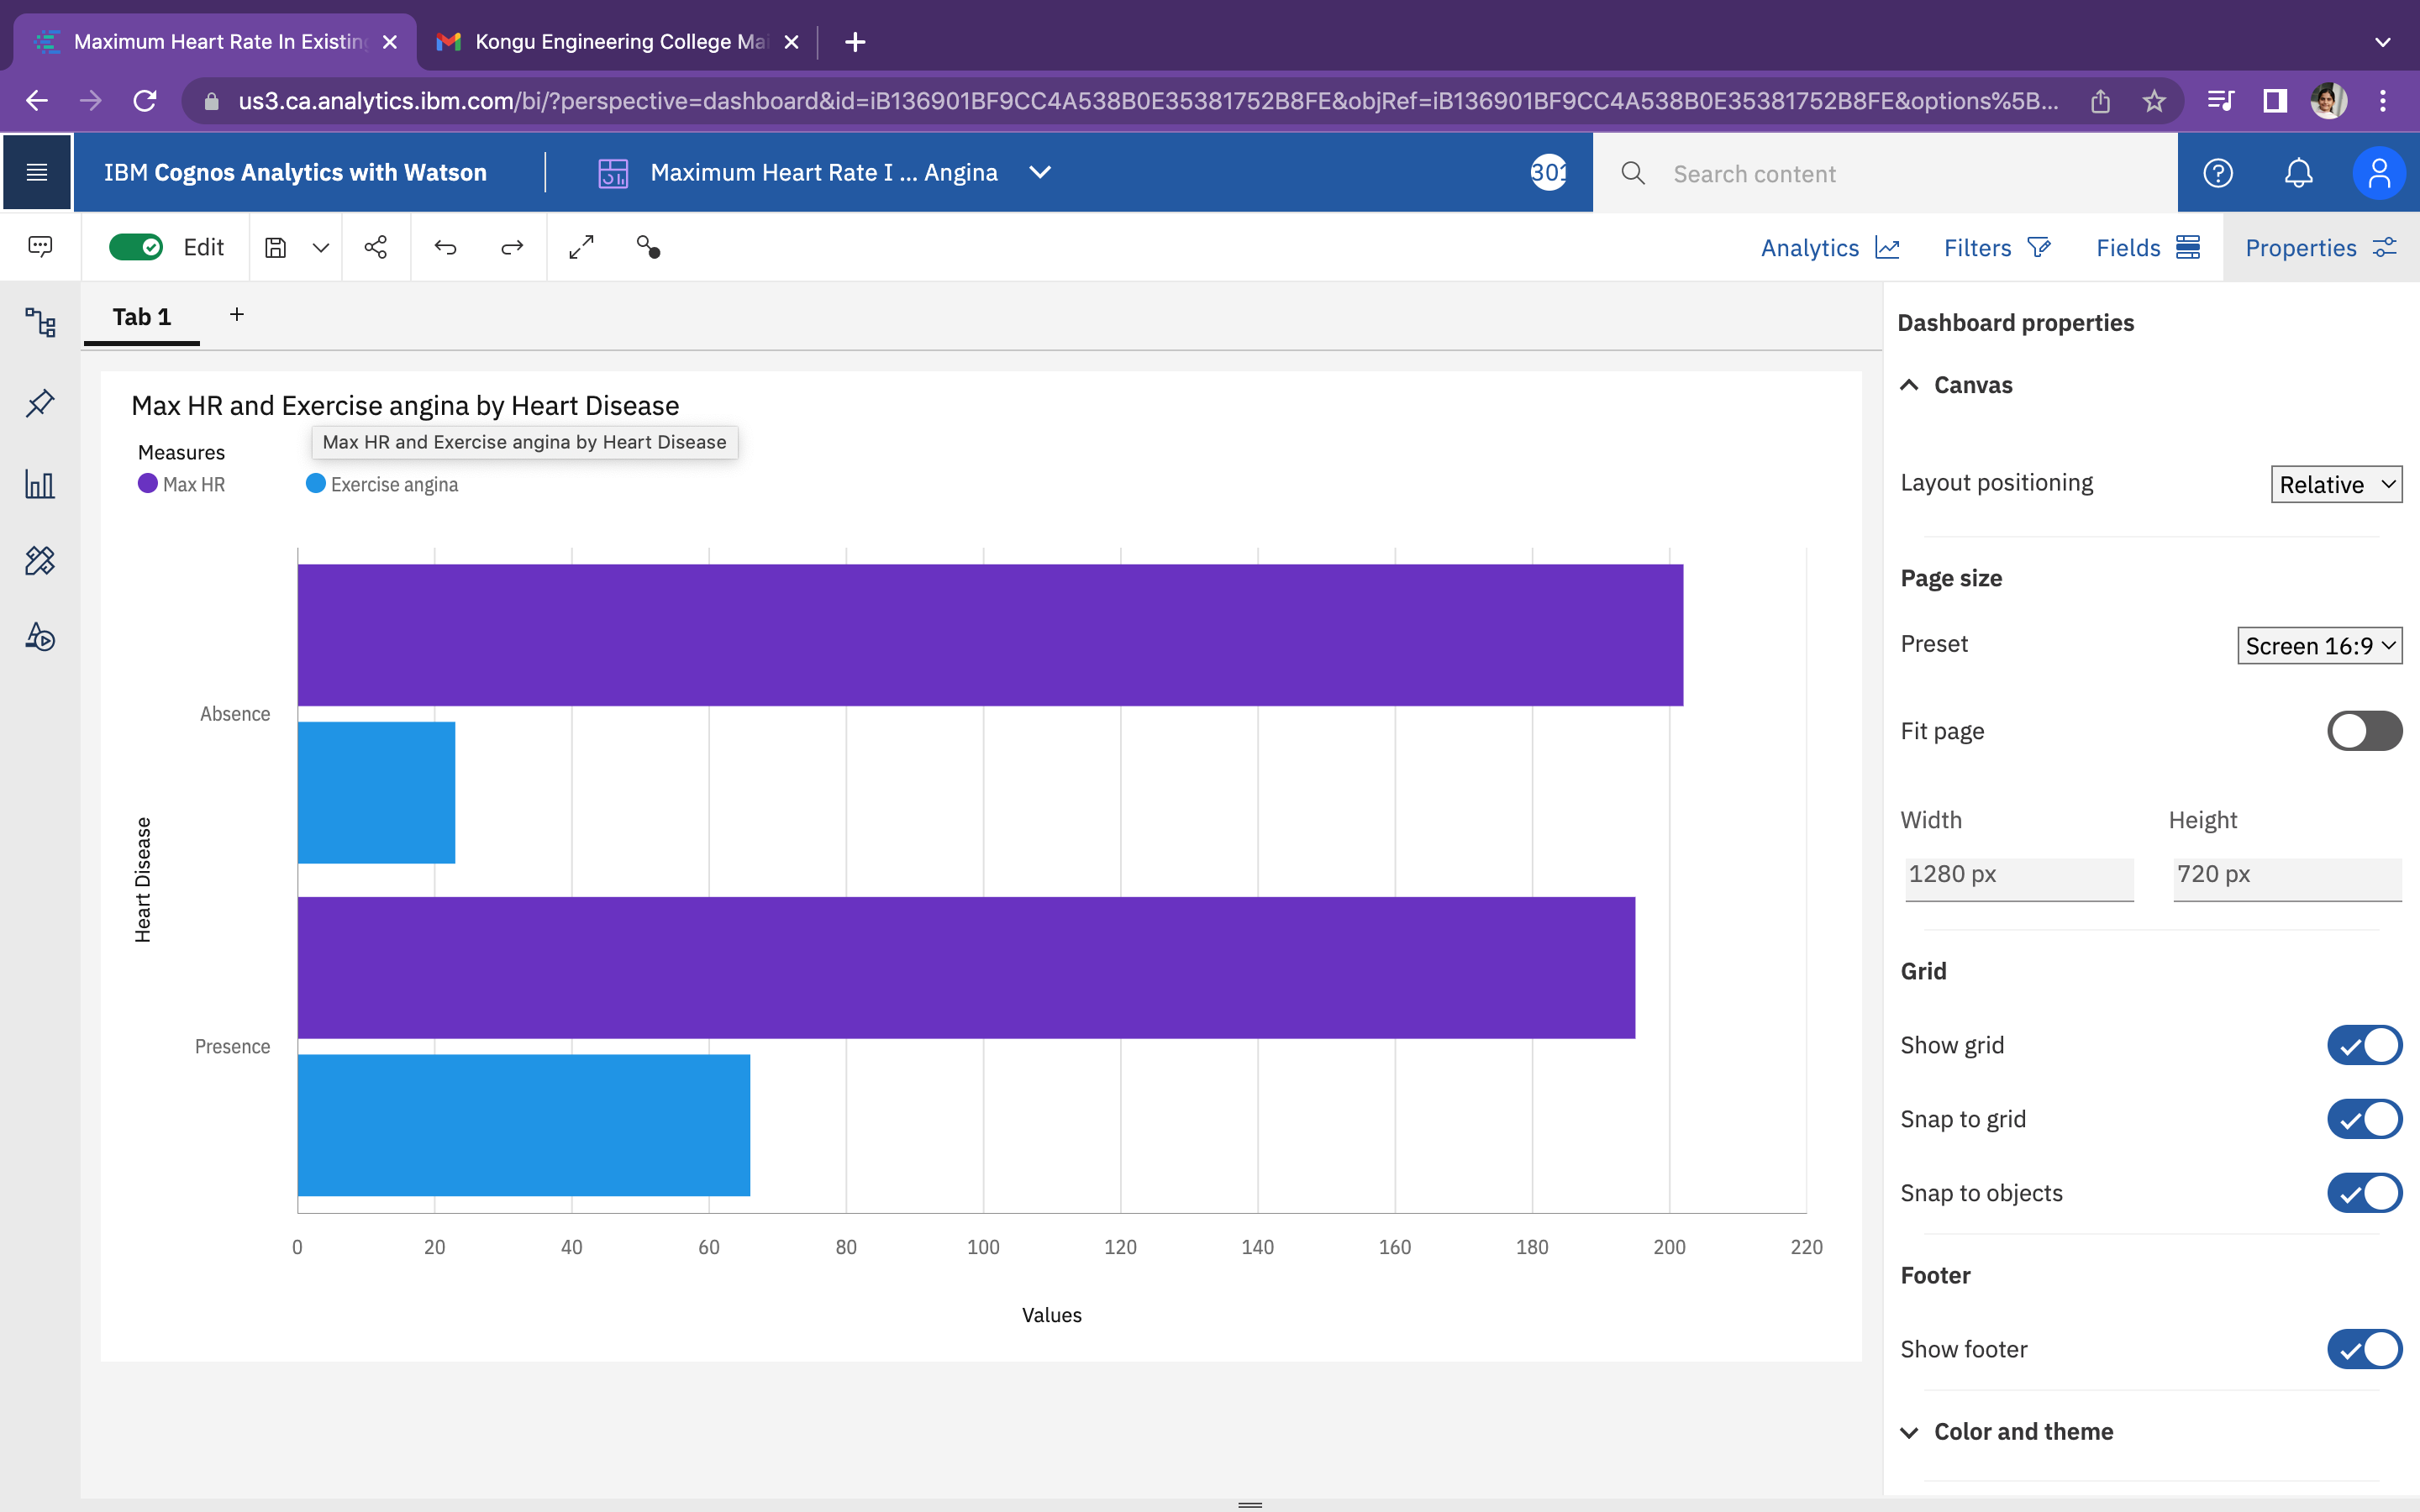 Maximum Heart Rate In Existing
Kongu Engineering College Mai
us3.ca.analytics.ibm.com/bi/?perspective=dashboard&id=iB136901BF9CC4A538B0E35381752B8FE&objRef=iB136901BF9CC4A538B0E35381752B8FE&options%5B...
IBM Cognos Analytics with Watson
Maximum Heart Rate I ... Angina
301
Search content
Edit
Analytics
Filters
Fields
Properties
Tab 1
Dashboard properties
Canvas
Layout positioning
Relative
Page size
Preset
Screen 16:9
Fit page
Width
Height
1280 px
720 px
Grid
Show grid
Snap to grid
Snap to objects
Footer
Show footer
Color and theme
Max HR and Exercise angina by Heart Disease
Max HR and Exercise angina by Heart Disease
Measures
Max HR
Exercise angina
Heart Disease
Absence
Presence
0 20 40 60 80 100 120 140 160 180 200 220
Values